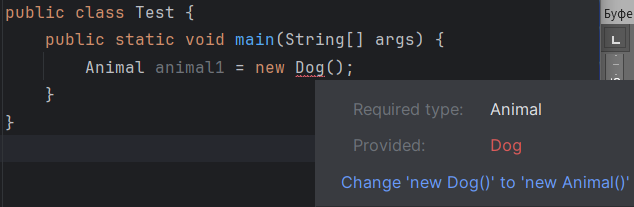 public class Test {
public static void main(String[] args) {
Animal animal1 = new Dog();
}
}
Required type: Animal
Provided: Dog
Change 'new Dog()' to 'new Animal()'
Буфе